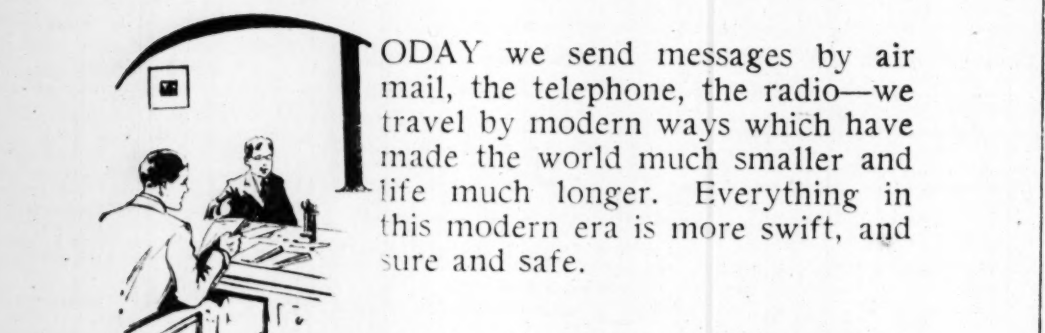 TODAY we send messages by air
mail, the telephone, the radio—we
travel by modern ways which have
made the world much smaller and
life much longer. Everything in
this modern era is more swift, and
sure and safe.